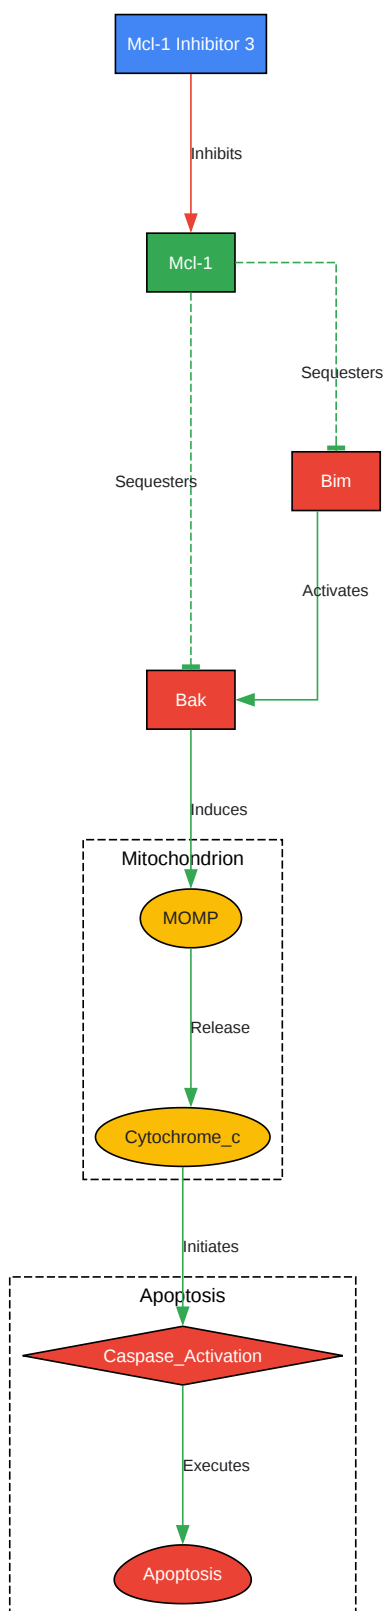 Mcl-1 Inhibitor 3
Inhibits
Mcl-1
Sequesters
Sequesters
Bim
Activates
Bak
Induces
Mitochondrion
MOMP
Release
Cytochrome_c
Initiates
Apoptosis
Caspase_Activation
Executes
Apoptosis